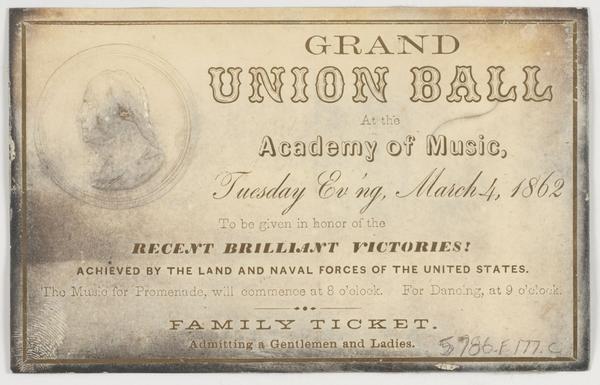 GRAND
UNION BALL
At the
Academy of Music,
Tuesday Ev'ng, March 4, 1862
To be given in honor of the
RECENT BRILLIANT VICTORIES!
ACHIEVED BY THE LAND AND NAVAL FORCES OF THE UNITED STATES.
The Music for Promenade, will commence at 8 o'clock. For Dancing, at 9 o'clock.
FAMILY TICKET.
Admitting a Gentlemen and Ladies.
5786.F.177.c